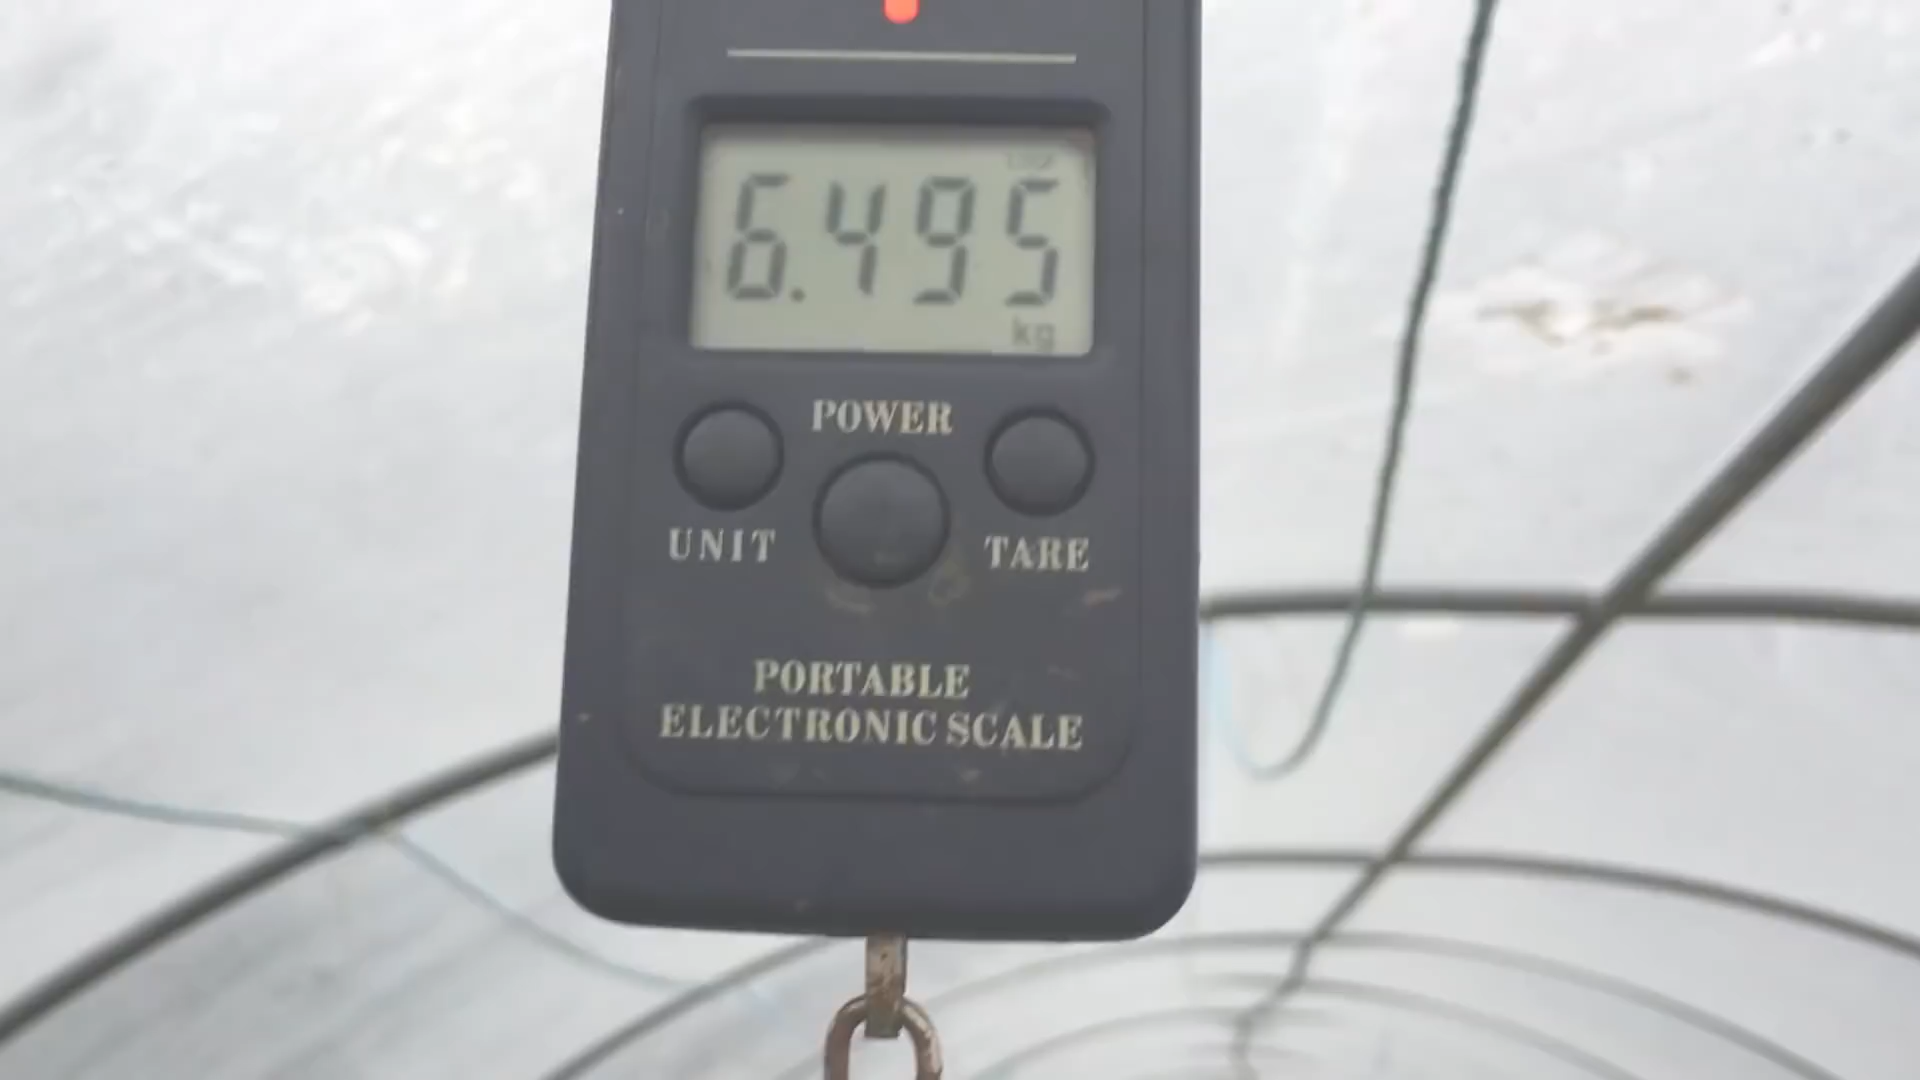 6.495
kg
POWER
UNIT
TARE
PORTABLE
ELECTRONIC SCALE